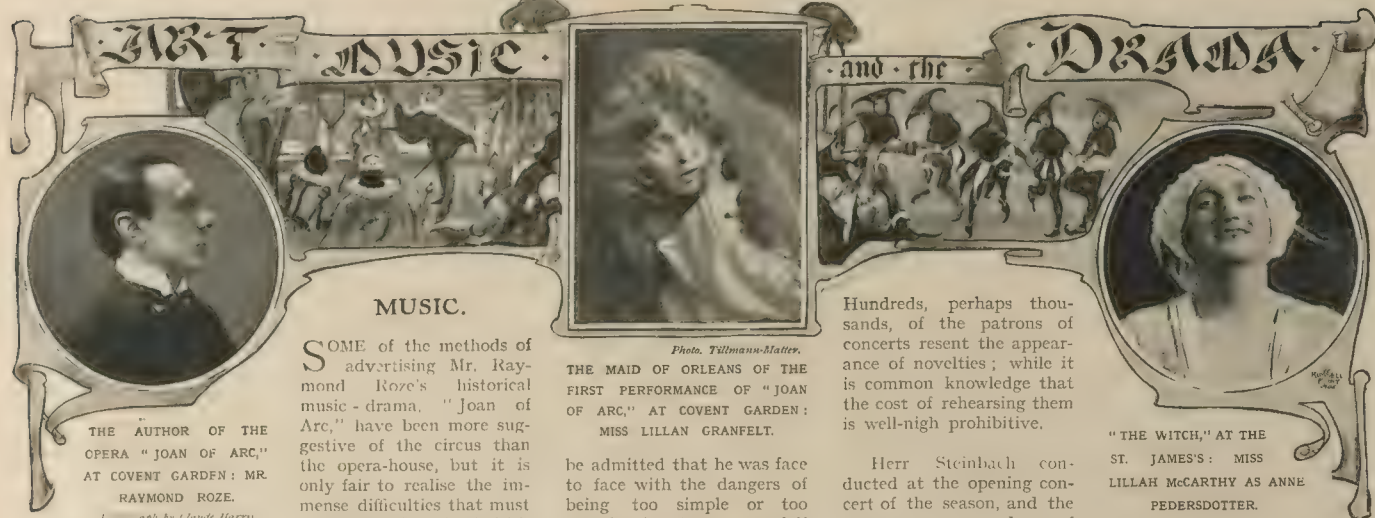 ART
MUSIC
and the
DRAMA
THE AUTHOR OF THE
OPERA "JOAN OF ARC,"
AT COVENT GARDEN: MR.
RAYMOND ROZE.
MUSIC.
SOME of the methods of
advertising Mr. Ray-
mond Roze's historical
music-drama, "Joan of
Arc," have been more sug-
gestive of the circus than
the opera-house, but it is
only fair to realise the im-
mense difficulties that must
Photo. Tillmann-Matter.
THE MAID OF ORLEANS OF THE
FIRST PERFORMANCE OF "JOAN
OF ARC," AT COVENT GARDEN:
MISS LILLAN GRANFELT.
be admitted that he was face
to face with the dangers of
being too simple or too
Hundreds, perhaps thou-
sands, of the patrons of
concerts resent the appear-
ance of novelties; while it
is common knowledge that
the cost of rehearsing them
is well-nigh prohibitive.
Herr Steinbach con-
ducted at the opening con-
cert of the season, and the
"THE WITCH," AT THE
ST. JAMES'S: MISS
LILLAH McCARTHY AS ANNE
PEDERSDOTTER.